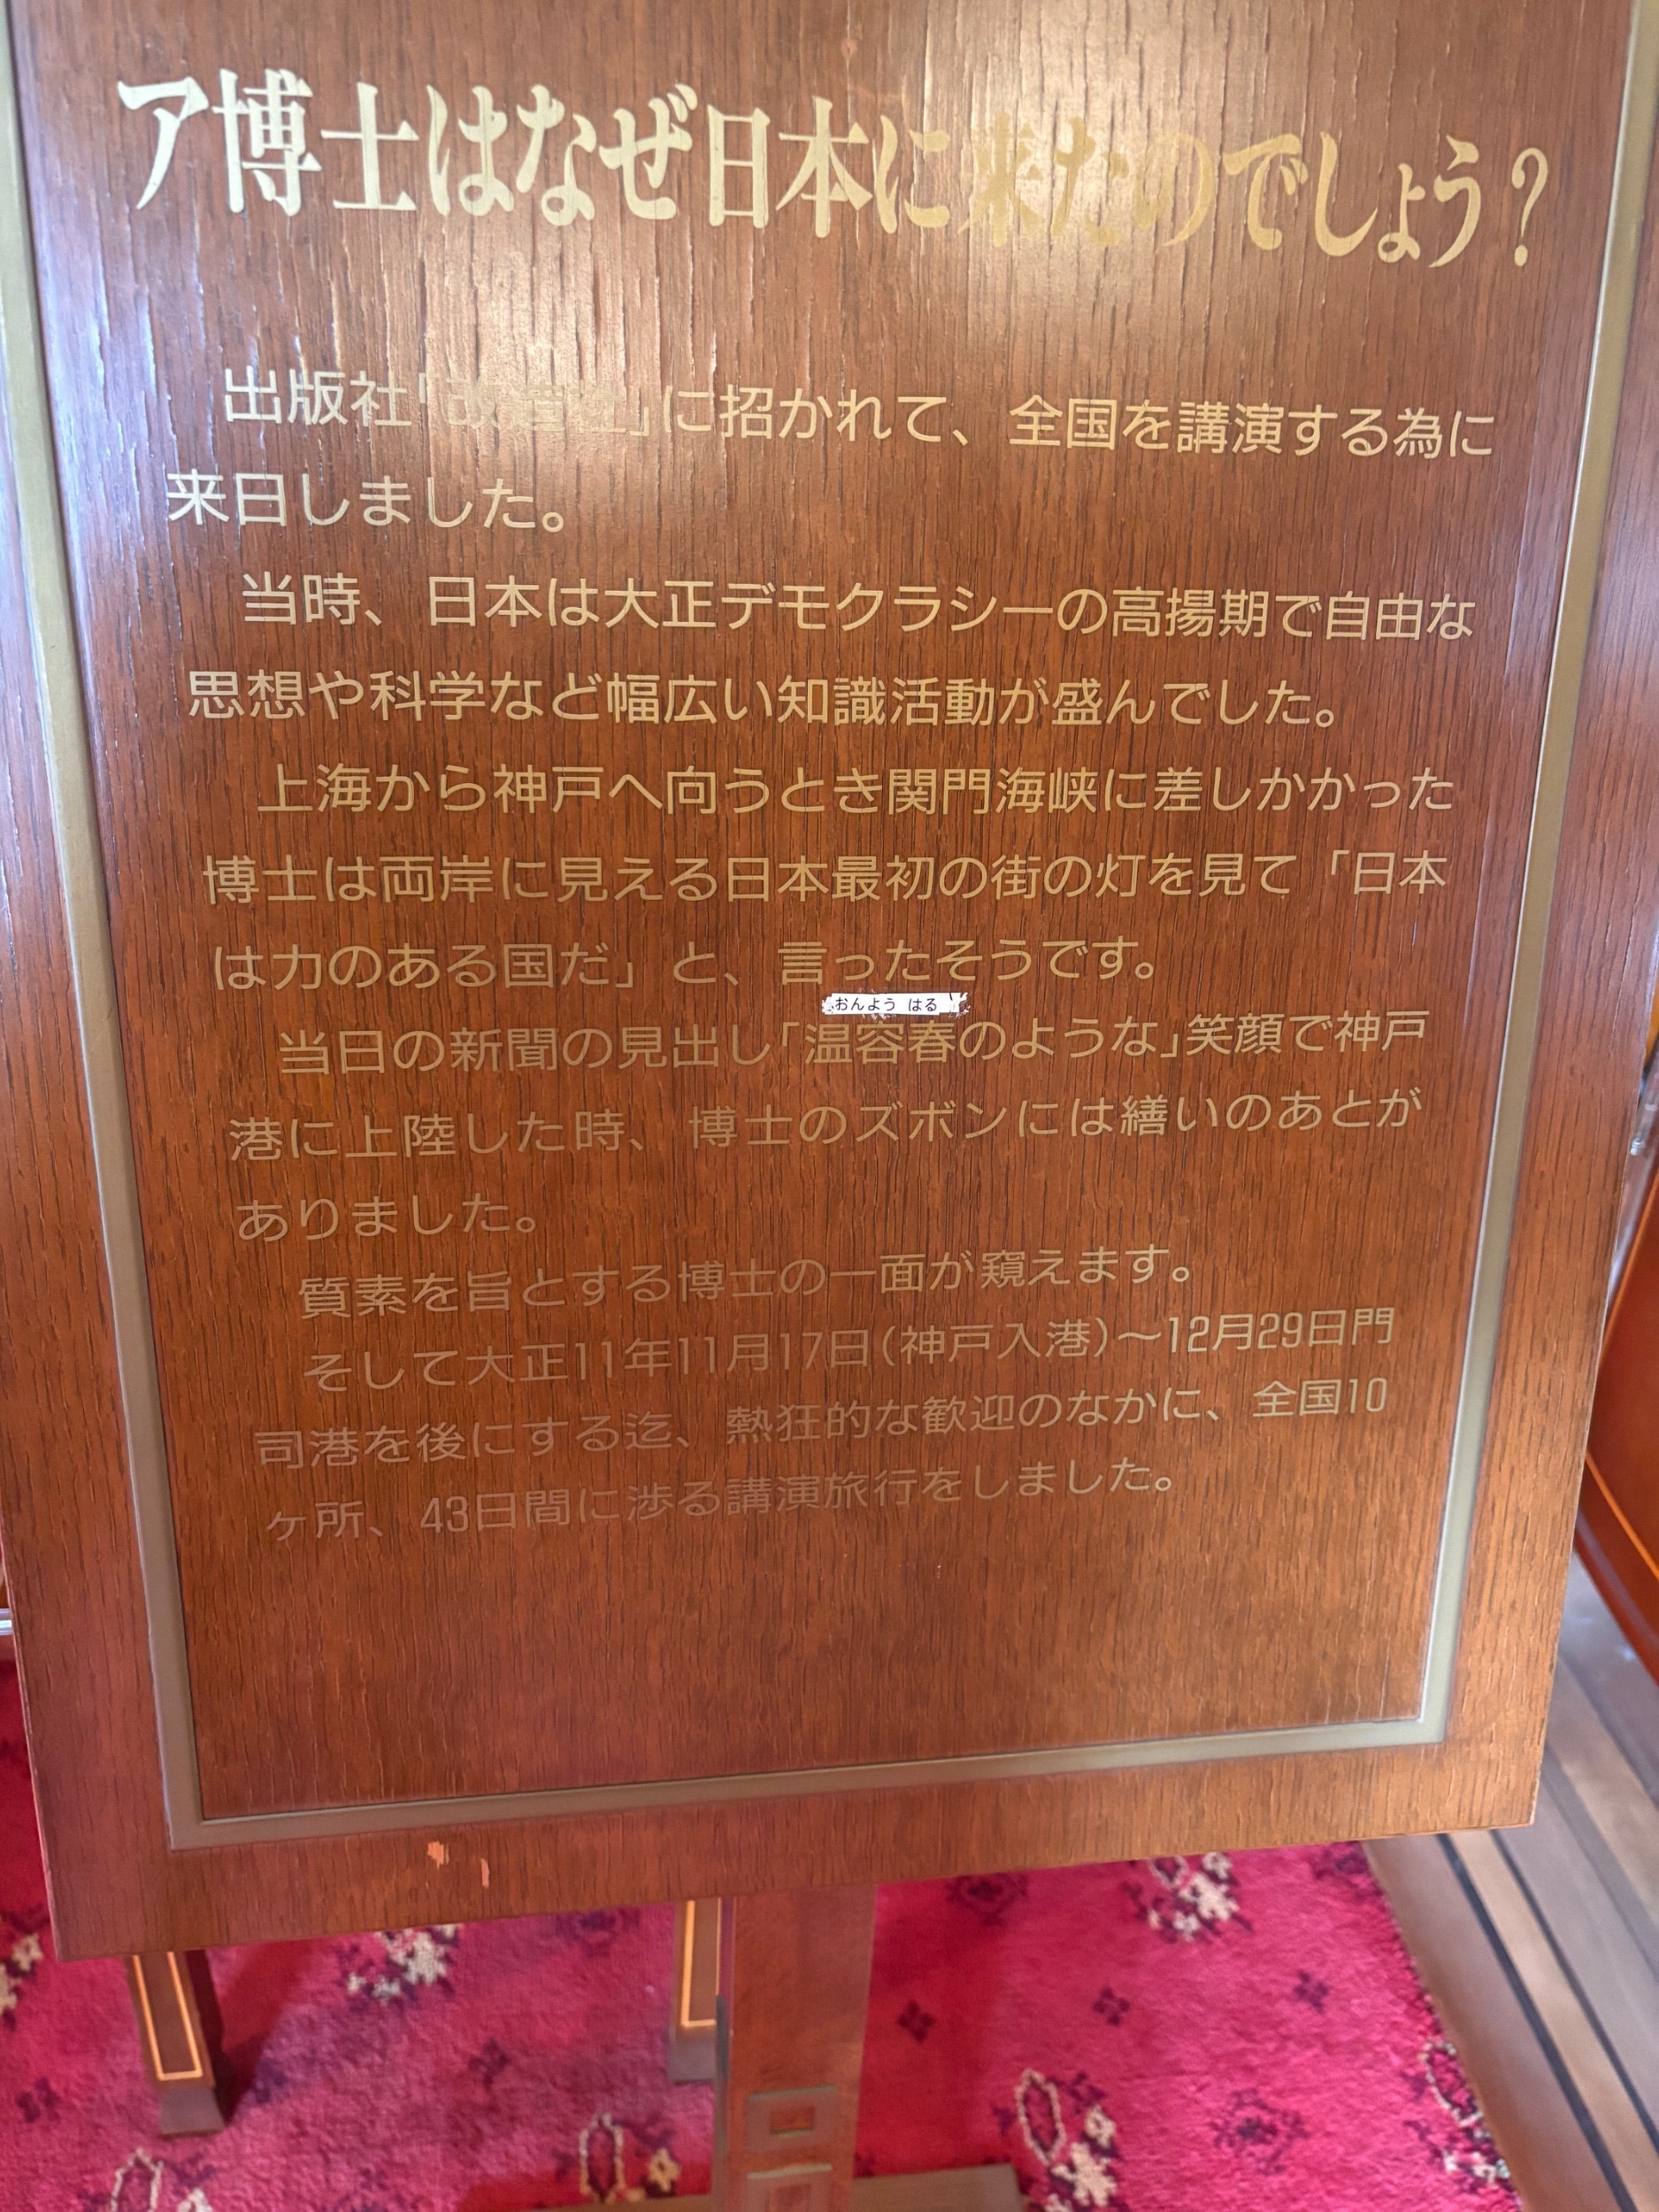 ア博士はなぜ日本に来たのでしょう?
出版社「改造社」に招かれて、全国を講演する為に
来日しました。
当時、日本は大正デモクラシーの高揚期で自由な
思想や科学など幅広い知識活動が盛んでした。
上海から神戸へ向うとき関門海峡に差しかかった
博士は両岸に見える日本最初の街の灯を見て「日本
は力のある国だ」と、言ったそうです。
おんよう はる
当日の新聞の見出し「温容春のような」笑顔で神戸
港に上陸した時、博士のズボンには繕いのあとが
ありました。
質素を旨とする博士の一面が窺えます。
そして大正11年11月17日(神戸入港)〜12月29日門
司港を後にする迄、熱狂的な歓迎のなかに、全国10
ヶ所、43日間に渉る講演旅行をしました。